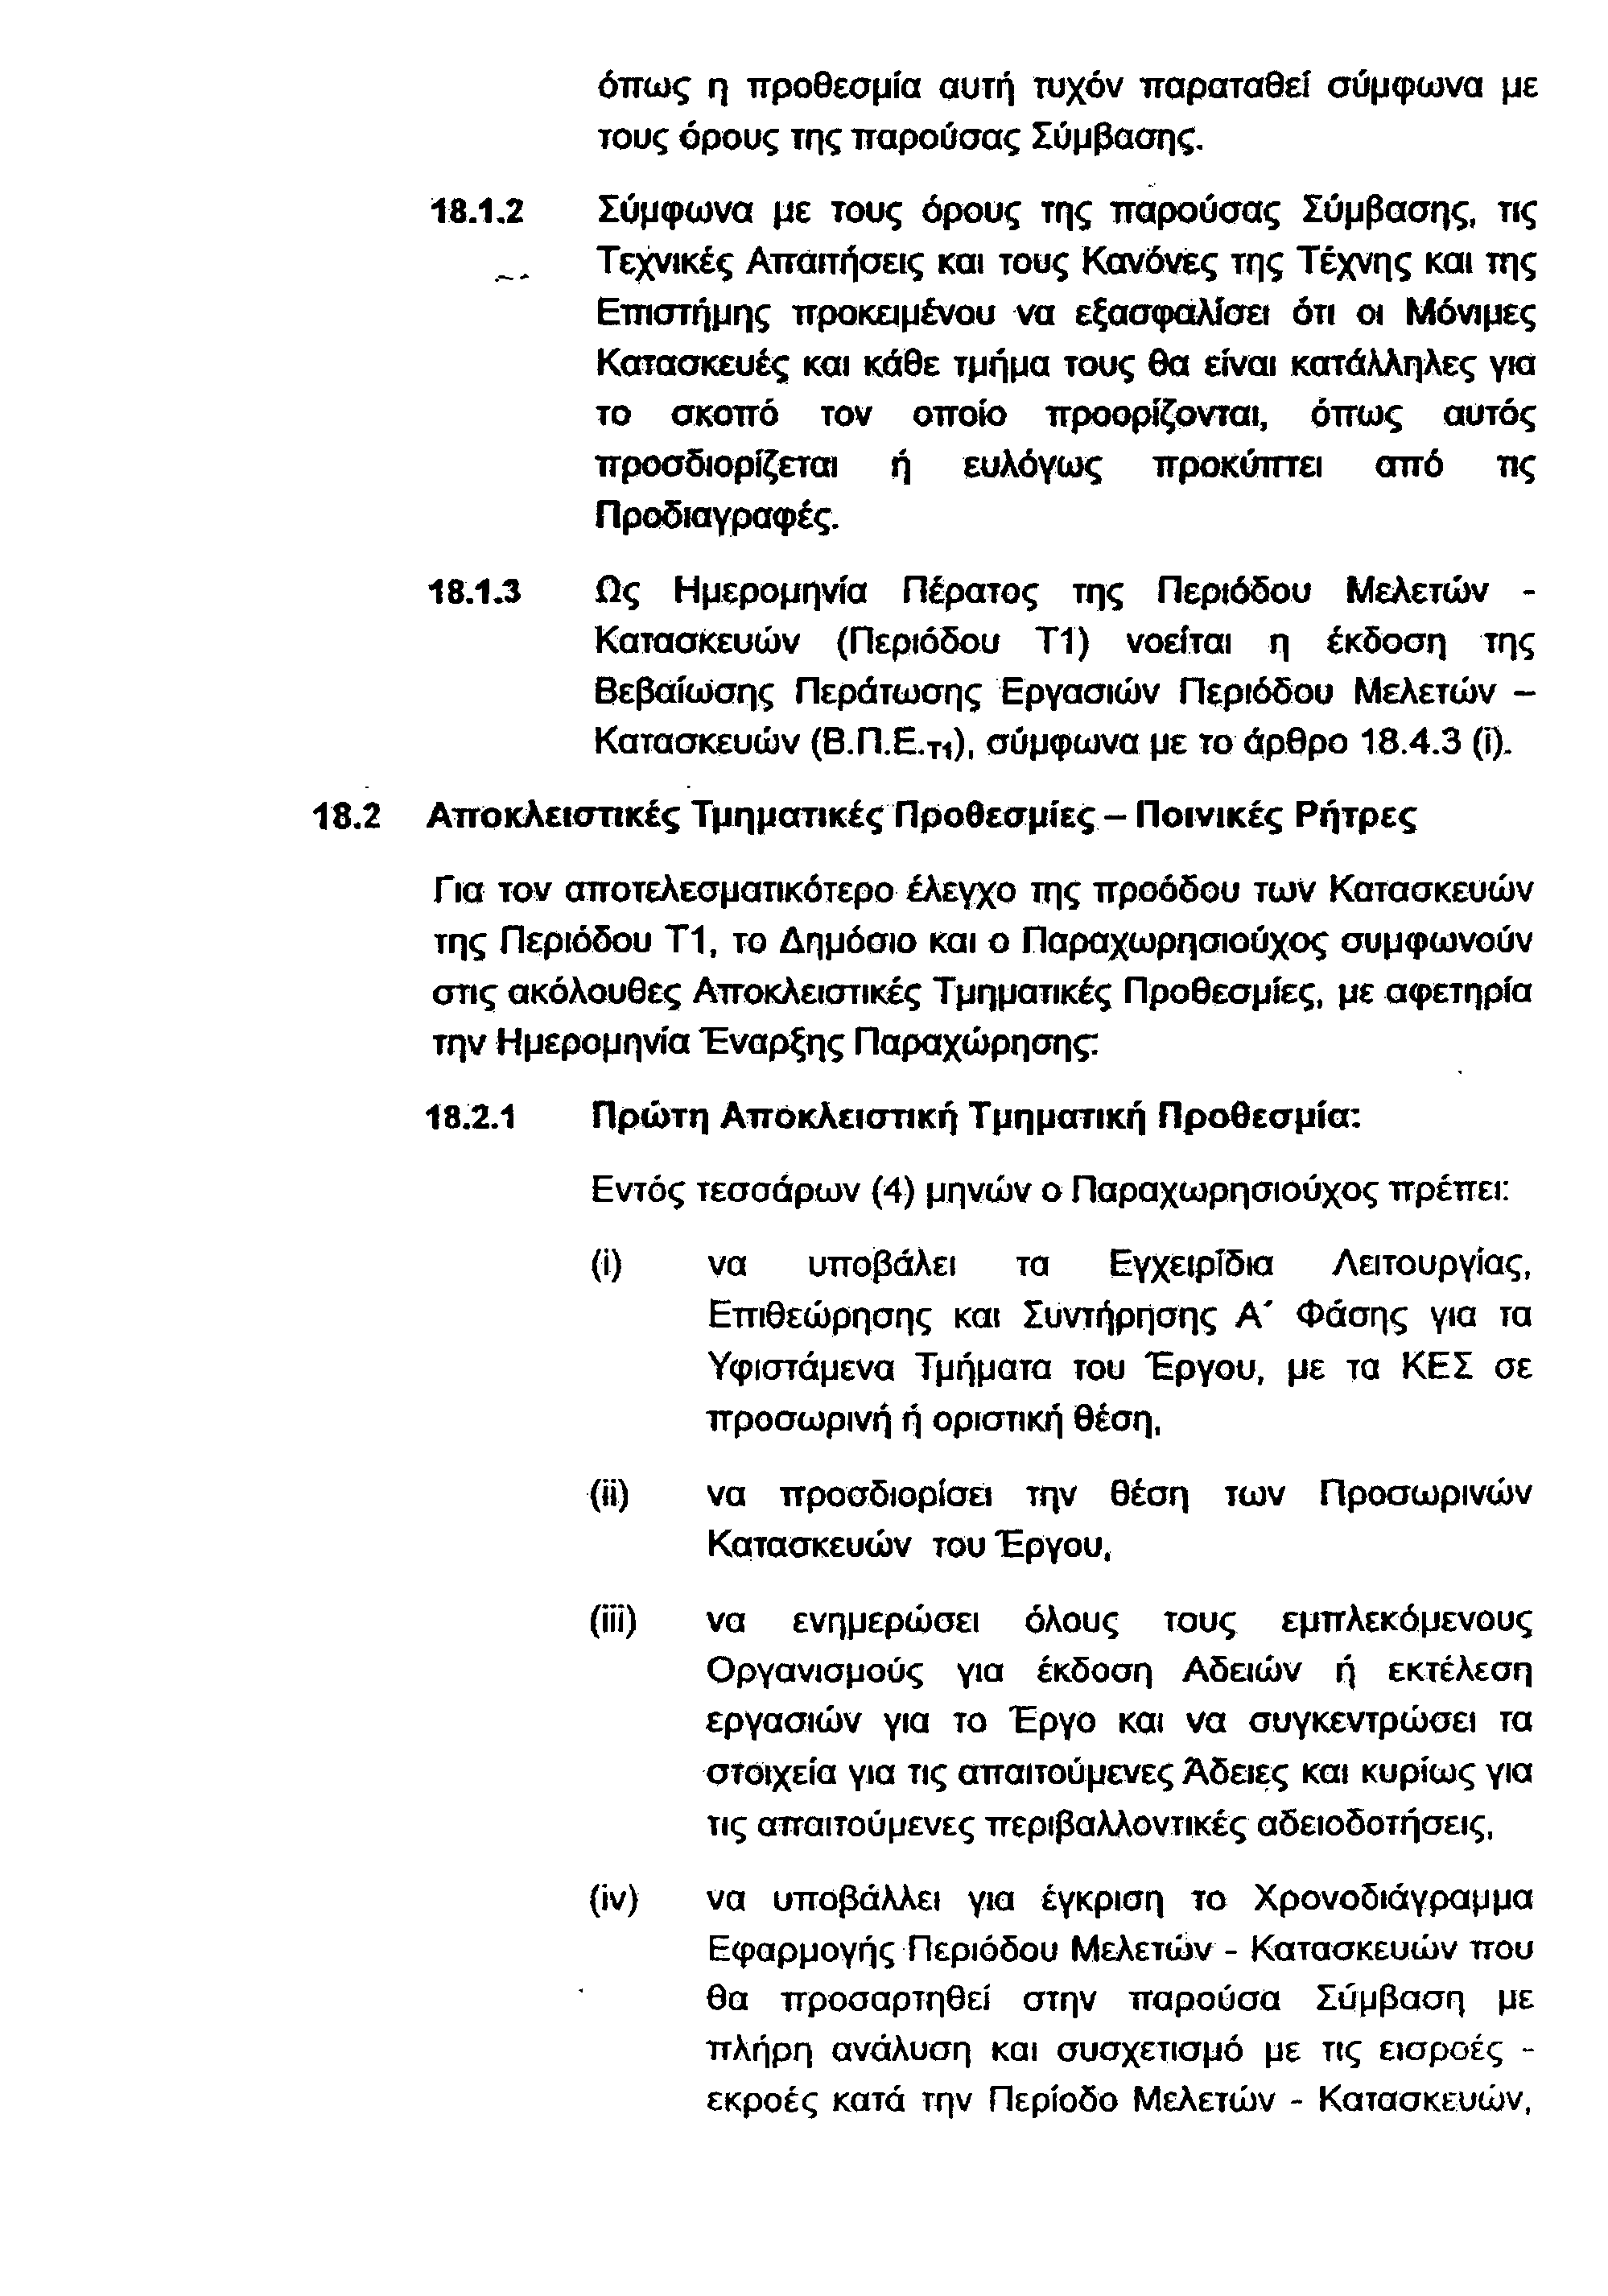 όπως η προθεσμία αυτή τυχόν παραταθεί σύμφωνα με
τους όρους της παρούσας Σύμβασης.
18.1.2 Σύμφωνα με τους όρους της παρούσας Σύμβασης, τις
Τεχνικές Απαιτήσεις και τους Κανόνες της Τέχνης και της
Επιστήμης προκειμένου να εξασφαλίσει ότι οι Μόνιμες
Κατασκευές και κάθε τμήμα τους θα είναι κατάλληλες για
το σκοπό τον οποίο προορίζονται, όπως αυτός
προσδιορίζεται ή ευλόγως προκύπτει από τις
Προδιαγραφές.
18.1.3 Ως Ημερομηνία Πέρατος της Περιόδου Μελετών -
Κατασκευών (Περιόδου Τ1) νοείται η έκδοση της
Βεβαίωσης Περάτωσης Εργασιών Περιόδου Μελετών –
Κατασκευών (Β.Π.Ε.τ1), σύμφωνα με το άρθρο 18.4.3 (i).
18.2 Αποκλειστικές Τμηματικές Προθεσμίες – Ποινικές Ρήτρες
Για τον αποτελεσματικότερο έλεγχο της προόδου των Κατασκευών
της Περιόδου Τ1, το Δημόσιο και ο Παραχωρησιούχος συμφωνούν
στις ακόλουθες Αποκλειστικές Τμηματικές Προθεσμίες, με αφετηρία
την Ημερομηνία Έναρξης Παραχώρησης:
18.2.1 Πρώτη Αποκλειστική Τμηματική Προθεσμία:
Εντός τεσσάρων (4) μηνών ο Παραχωρησιούχος πρέπει:
(i) να υποβάλει τα Εγχειρίδια Λειτουργίας,
Επιθεώρησης και Συντήρησης Α' Φάσης για τα
Υφιστάμενα Τμήματα του Έργου, με τα ΚΕΣ σε
προσωρινή ή οριστική θέση,
(ii) να προσδιορίσει την θέση των Προσωρινών
Κατασκευών του Έργου,
(iii) να ενημερώσει όλους τους εμπλεκόμενους
Οργανισμούς για έκδοση Αδειών ή εκτέλεση
εργασιών για το Έργο και να συγκεντρώσει τα
στοιχεία για τις απαιτούμενες Άδειες και κυρίως για
τις απαιτούμενες περιβαλλοντικές αδειοδοτήσεις,
(iv) να υποβάλλει για έγκριση το Χρονοδιάγραμμα
Εφαρμογής Περιόδου Μελετών - Κατασκευών που
θα προσαρτηθεί στην παρούσα Σύμβαση με
πλήρη ανάλυση και συσχετισμό με τις εισροές -
εκροές κατά την Περίοδο Μελετών - Κατασκευών,